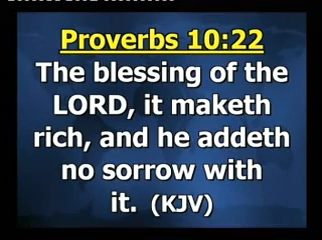 Proverbs 10:22
The blessing of the
LORD, it maketh
rich, and he addeth
no sorrow with
it. (KJV)